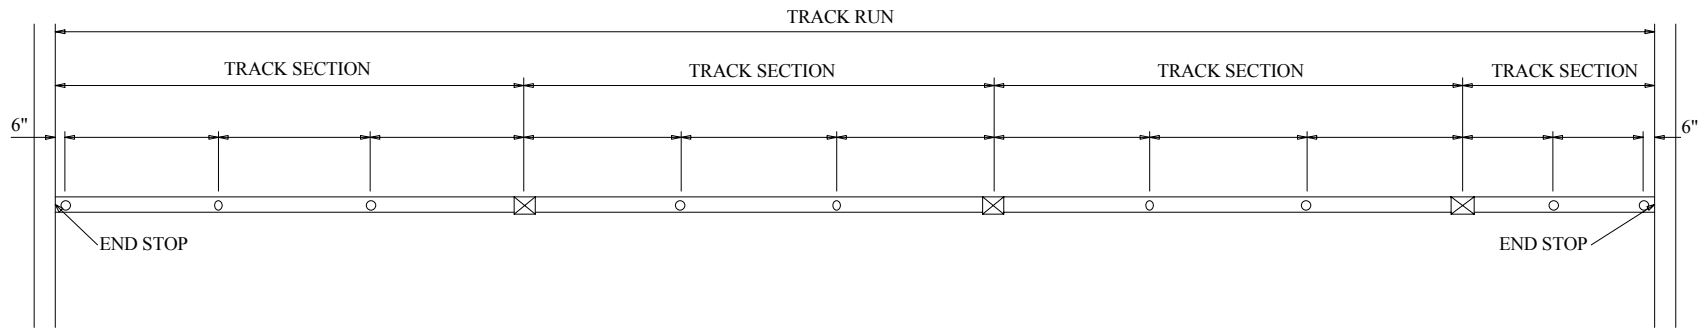 TRACK RUN
TRACK SECTION TRACK SECTION TRACK SECTION TRACK SECTION
6" 6"
END STOP END STOP